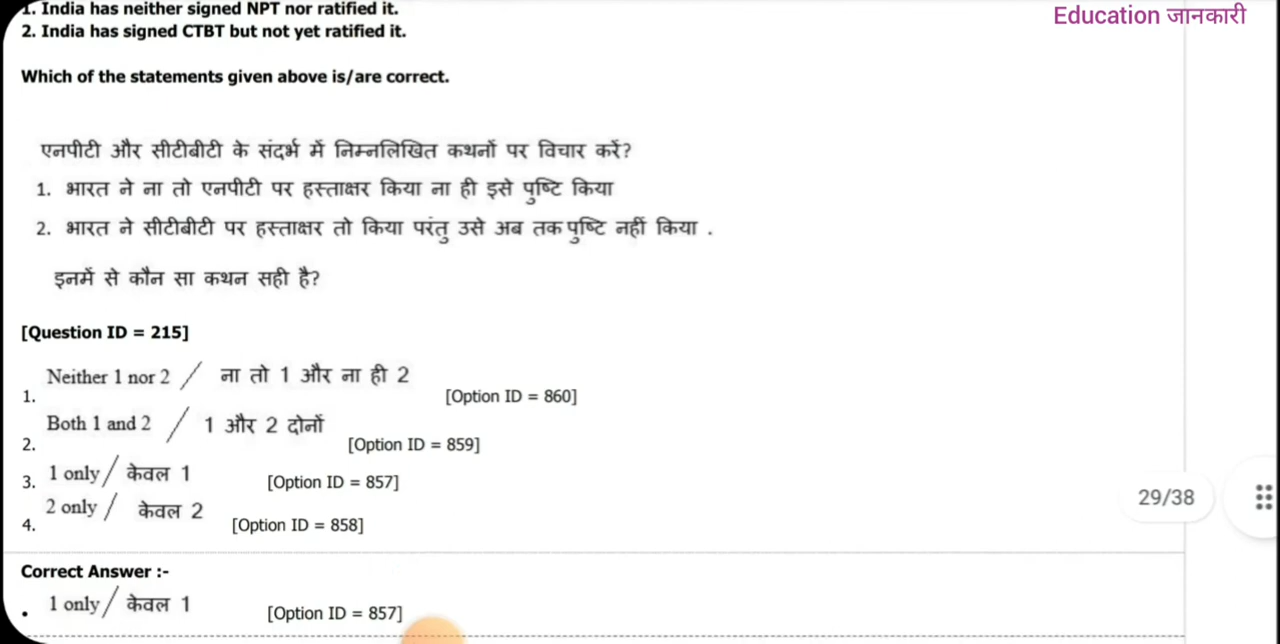 1. India has neither signed NPT nor ratified it.
Education जानकारी
2. India has signed CTBT but not yet ratified it.
Which of the statements given above is/are correct.
एनपीटी और सीटीबीटी के संदर्भ में निम्नलिखित कथनों पर विचार करें?
1. भारत ने ना तो एनपीटी पर हस्ताक्षर किया ना ही इसे पुष्टि किया
2. भारत ने सीटीबीटी पर हस्ताक्षर तो किया परंतु उसे अब तक पुष्टि नहीं किया .
इनमें से कौन सा कथन सही है?
[Question ID = 215]
1. Neither 1 nor 2 / ना तो 1 और ना ही 2 [Option ID = 860]
2. Both 1 and 2 / 1 और 2 दोनों [Option ID = 859]
3. 1 only / केवल 1 [Option ID = 857]
4. 2 only / केवल 2 [Option ID = 858]
29/38
Correct Answer :-
• 1 only / केवल 1 [Option ID = 857]